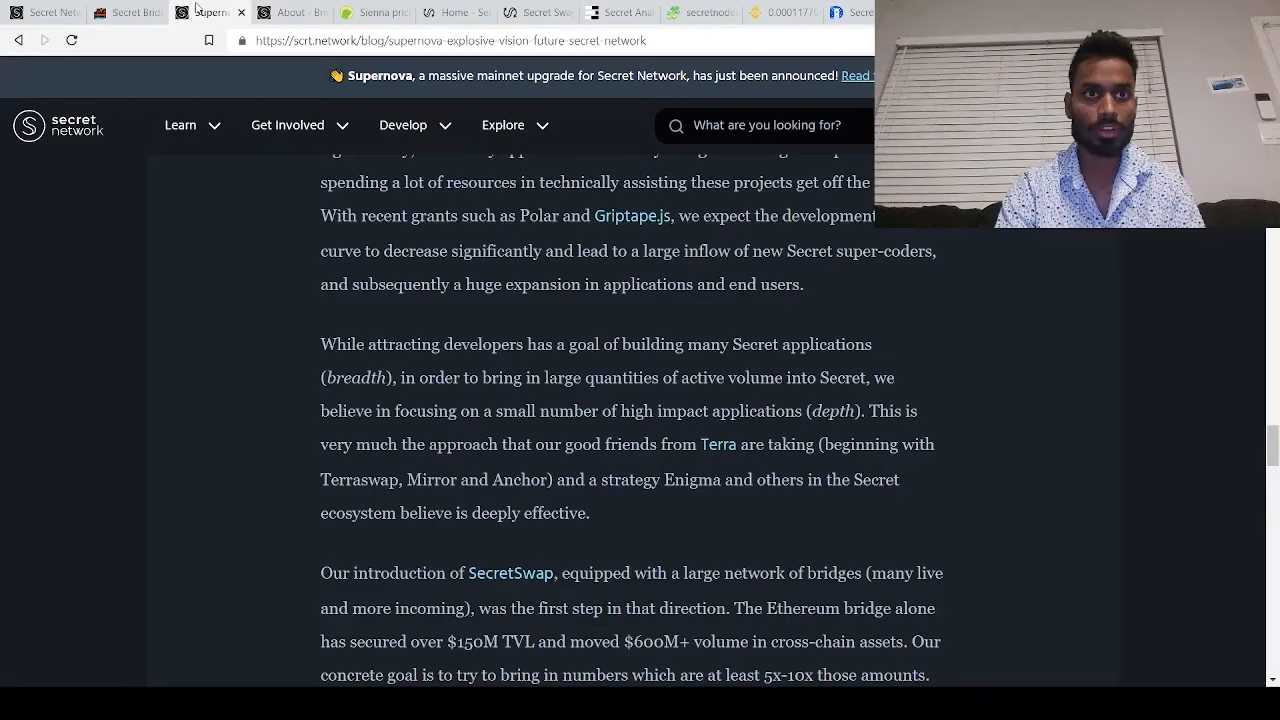 Secret Net
Secret Brid
Superno
About - Bri
Sienna pric
Home - Se
Secret Swa
Secret Anal
secretnode
0.00011770
Secre
https://scrt.network/blog/supernova-explosive-vision-future-secret-network
👋 Supernova, a massive mainnet upgrade for Secret Network, has just been announced! Read
secret network
Learn
Get Involved
Develop
Explore
What are you looking for?
spending a lot of resources in technically assisting these projects get off the
With recent grants such as Polar and Griptape.js, we expect the development
curve to decrease significantly and lead to a large inflow of new Secret super-coders,
and subsequently a huge expansion in applications and end users.
While attracting developers has a goal of building many Secret applications
(breadth), in order to bring in large quantities of active volume into Secret, we
believe in focusing on a small number of high impact applications (depth). This is
very much the approach that our good friends from Terra are taking (beginning with
Terraswap, Mirror and Anchor) and a strategy Enigma and others in the Secret
ecosystem believe is deeply effective.
Our introduction of SecretSwap, equipped with a large network of bridges (many live
and more incoming), was the first step in that direction. The Ethereum bridge alone
has secured over $150M TVL and moved $600M+ volume in cross-chain assets. Our
concrete goal is to try to bring in numbers which are at least 5x-10x those amounts.